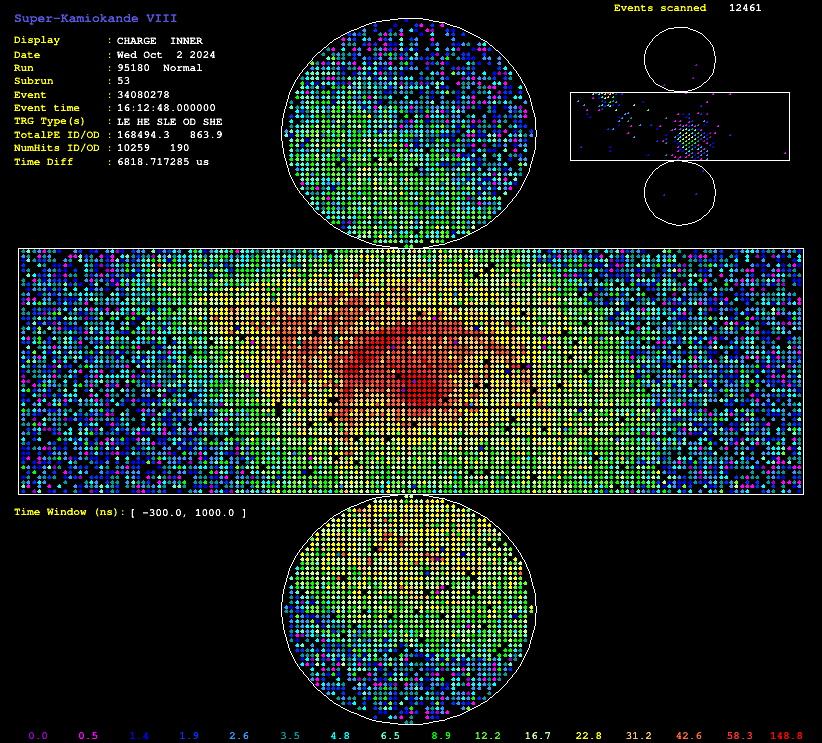 Super-Kamiokande VIII
Events scanned 12461
Display : CHARGE INNER
Date : Wed Oct 2 2024
Run : 95180 Normal
Subrun : 53
Event : 34080278
Event time : 16:12:48.000000
TRG Type(s) : LE HE SLE OD SHE
TotalPE ID/OD : 168494.3 863.9
NumHits ID/OD : 10259 190
Time Diff : 6818.717285 us
Time Window (ns): [ -300.0, 1000.0 ]
0.0 0.5 1.4 1.9 2.6 3.5 4.8 6.5 8.9 12.2 16.7 22.8 31.2 42.6 58.3 148.8